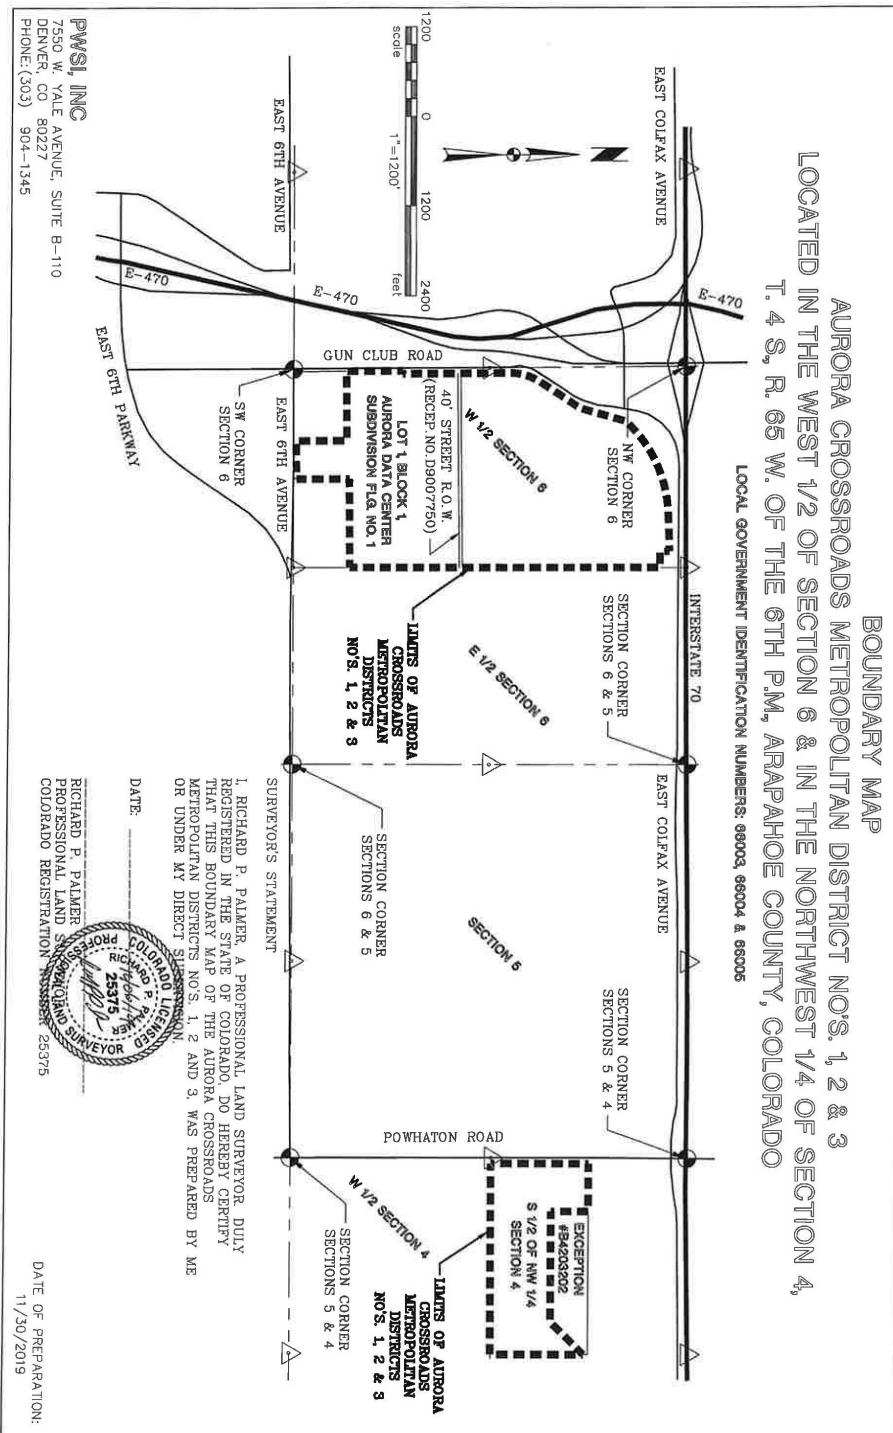 BOUNDARY MAP
AURORA CROSSROADS METROPOLITAN DISTRICT NO'S. 1, 2 & 3
LOCATED IN THE WEST 1/2 OF SECTION 6 & IN THE NORTHWEST 1/4 OF SECTION 4,
T. 4 S., R. 65 W. OF THE 6TH P.M., ARAPAHOE COUNTY, COLORADO
LOCAL GOVERNMENT IDENTIFICATION NUMBERS: 66003, 66004 & 66005
EAST COLFAX AVENUE
N
1200
0
1200
2400
scale
1"=1200'
feet
EAST 6TH AVENUE
E-470
E-470
E-470
INTERSTATE 70
EAST COLFAX AVENUE
NW CORNER
SECTION 6
SECTION CORNER
SECTIONS 6 & 5
SECTION CORNER
SECTIONS 5 & 4
GUN CLUB ROAD
W 1/2 SECTION 6
40' STREET R.O.W.
(RECEP.NO.D9007750)
LOT 1, BLOCK 1,
AURORA DATA CENTER
SUBDIVISION FLG. NO. 1
E 1/2 SECTION 6
LIMITS OF AURORA
CROSSROADS
METROPOLITAN
DISTRICTS
NO'S. 1, 2 & 3
SECTION 5
POWHATON ROAD
EXCEPTION
#B4203202
S 1/2 OF NW 1/4
SECTION 4
W 1/2 SECTION 4
LIMITS OF AURORA
CROSSROADS
METROPOLITAN
DISTRICTS
NO'S. 1, 2 & 3
EAST 6TH AVENUE
SW CORNER
SECTION 6
EAST 6TH PARKWAY
SECTION CORNER
SECTIONS 6 & 5
SECTION CORNER
SECTIONS 5 & 4
SURVEYOR'S STATEMENT
I, RICHARD P. PALMER, A PROFESSIONAL LAND SURVEYOR DULY
REGISTERED IN THE STATE OF COLORADO, DO HEREBY CERTIFY
THAT THIS BOUNDARY MAP OF THE AURORA CROSSROADS
METROPOLITAN DISTRICTS NO'S. 1, 2 AND 3, WAS PREPARED BY ME
OR UNDER MY DIRECT
DATE:
RICHARD P. PALMER
PROFESSIONAL LAND
COLORADO REGISTRATION 25375
COLORADO LICENSED
RICHARD P. PALMER
25375
PROFESSIONAL LAND SURVEYOR
PWSI, INC
7550 W. YALE AVENUE, SUITE B-110
DENVER, CO 80227
PHONE:(303) 904-1345
DATE OF PREPARATION:
11/30/2019